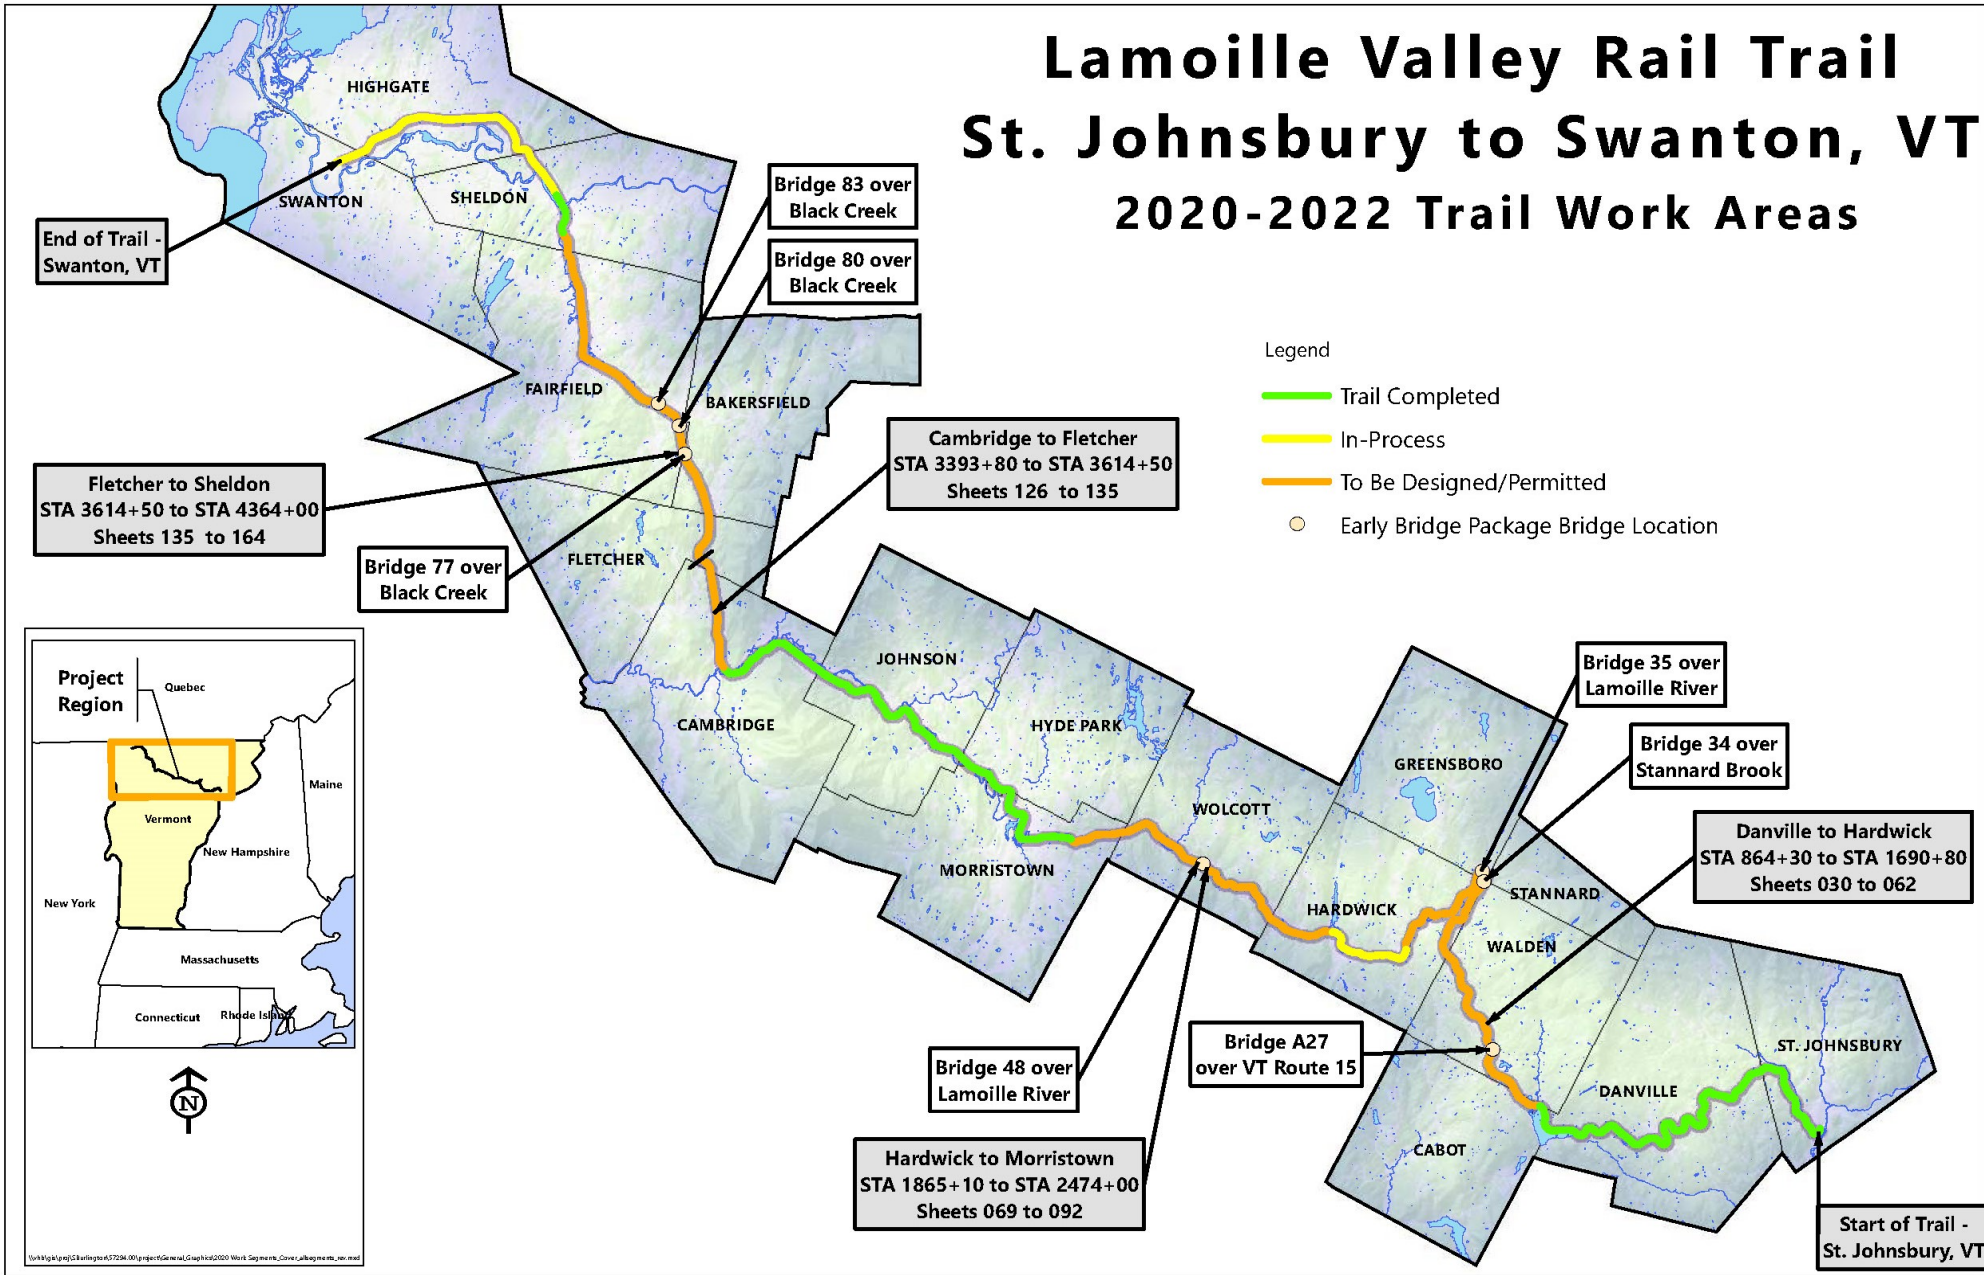 Lamoille Valley Rail Trail
St. Johnsbury to Swanton, VT
2020-2022 Trail Work Areas
HIGHGATE
SWANTON
SHELDON
End of Trail -
Swanton, VT
Bridge 83 over
Black Creek
Bridge 80 over
Black Creek
Legend
Trail Completed
In-Process
To Be Designed/Permitted
Early Bridge Package Bridge Location
FAIRFIELD
BAKERSFIELD
Cambridge to Fletcher
STA 3393+80 to STA 3614+50
Sheets 126 to 135
Fletcher to Sheldon
STA 3614+50 to STA 4364+00
Sheets 135 to 164
FLETCHER
Bridge 77 over
Black Creek
JOHNSON
CAMBRIDGE
HYDE PARK
MORRISTOWN
WOLCOTT
GREENSBORO
HARDWICK
STANNARD
WALDEN
Bridge 35 over
Lamoille River
Bridge 34 over
Stannard Brook
Danville to Hardwick
STA 864+30 to STA 1690+80
Sheets 030 to 062
Bridge A27
over VT Route 15
Bridge 48 over
Lamoille River
Hardwick to Morristown
STA 1865+10 to STA 2474+00
Sheets 069 to 092
CABOT
DANVILLE
ST. JOHNSBURY
Start of Trail -
St. Johnsbury, VT
Project
Region
Quebec
Maine
Vermont
New Hampshire
New York
Massachusetts
Connecticut
Rhode Island
N